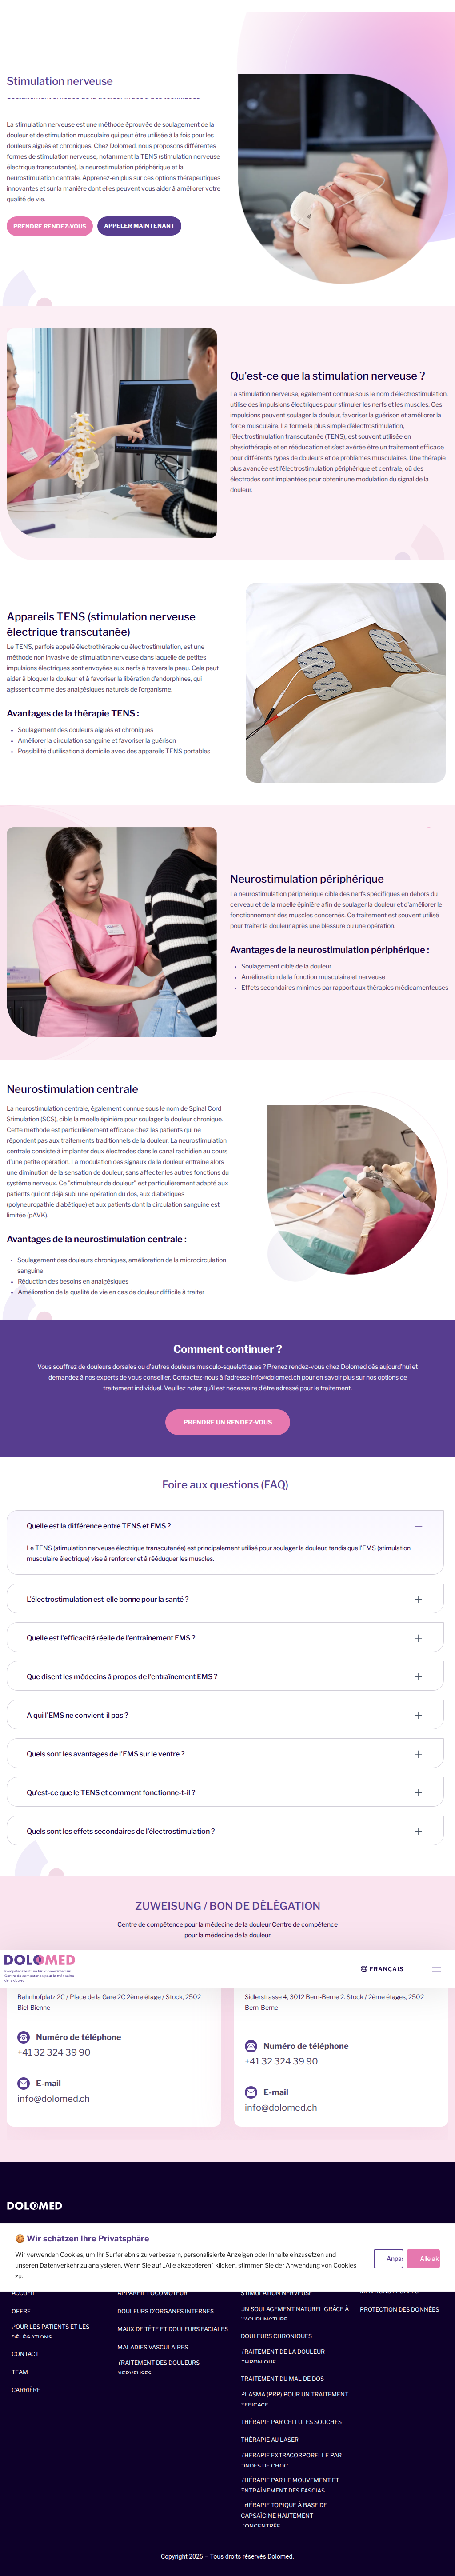 Stimulation nerveuse
La stimulation nerveuse est une méthode éprouvée de soulagement de la
douleur et de stimulation musculaire qui peut être utilisée à la fois pour les
douleurs aiguës et chroniques. Chez Dolomed, nous proposons différentes
formes de stimulation nerveuse, notamment la TENS (stimulation nerveuse
électrique transcutanée), la neurostimulation périphérique et la
neurostimulation centrale. Apprenez-en plus sur ces options thérapeutiques
innovantes et sur la manière dont elles peuvent vous aider à améliorer votre
qualité de vie.
PRENDRE RENDEZ-VOUS
APPELER MAINTENANT
Qu'est-ce que la stimulation nerveuse ?
La stimulation nerveuse, également connue sous le nom d'électrostimulation,
utilise des impulsions électriques pour stimuler les nerfs et les muscles. Ces
impulsions peuvent soulager la douleur, favoriser la guérison et améliorer la
force musculaire. La forme la plus simple d'électrostimulation,
l'électrostimulation transcutanée (TENS), est souvent utilisée en
physiothérapie et en rééducation et s'est avérée être un traitement efficace
pour différents types de douleurs et de problèmes musculaires. Une thérapie
plus avancée est l'électrostimulation périphérique et centrale, où des
électrodes sont implantées pour obtenir une modulation du signal de la
douleur.
Appareils TENS (stimulation nerveuse
électrique transcutanée)
Le TENS, parfois appelé électrothérapie ou électrostimulation, est une
méthode non invasive de stimulation nerveuse dans laquelle de petites
impulsions électriques sont envoyées aux nerfs à travers la peau. Cela peut
aider à bloquer la douleur et à favoriser la libération d'endorphines, qui
agissent comme des analgésiques naturels de l'organisme.
Avantages de la thérapie TENS :
• Soulagement des douleurs aiguës et chroniques
• Améliorer la circulation sanguine et favoriser la guérison
• Possibilité d'utilisation à domicile avec des appareils TENS portables
Neurostimulation périphérique
La neurostimulation périphérique cible des nerfs spécifiques en dehors du
cerveau et de la moelle épinière afin de soulager la douleur et d'améliorer le
fonctionnement des muscles concernés. Ce traitement est souvent utilisé
pour traiter la douleur après une blessure ou une opération.
Avantages de la neurostimulation périphérique :
• Soulagement ciblé de la douleur
• Amélioration de la fonction musculaire et nerveuse
• Effets secondaires minimes par rapport aux thérapies médicamenteuses
Neurostimulation centrale
La neurostimulation centrale, également connue sous le nom de Spinal Cord
Stimulation (SCS), cible la moelle épinière pour soulager la douleur chronique.
Cette méthode est particulièrement efficace chez les patients qui ne
répondent pas aux traitements traditionnels de la douleur. La neurostimulation
centrale consiste à implanter deux électrodes dans le canal rachidien au cours
d'une petite opération. La modulation des signaux de la douleur entraîne alors
une diminution de la sensation de douleur, sans affecter les autres fonctions du
système nerveux. Ce "stimulateur de douleur" est particulièrement adapté aux
patients qui ont déjà subi une opération du dos, aux diabétiques
(polyneuropathie diabétique) et aux patients dont la circulation sanguine est
limitée (pAVK).
Avantages de la neurostimulation centrale :
• Soulagement des douleurs chroniques, amélioration de la microcirculation
sanguine
• Réduction des besoins en analgésiques
• Amélioration de la qualité de vie en cas de douleur difficile à traiter
Comment continuer ?
Vous souffrez de douleurs dorsales ou d'autres douleurs musculo-squelettiques ? Prenez rendez-vous chez Dolomed dès aujourd'hui et
demandez à nos experts de vous conseiller. Contactez-nous à l'adresse info@dolomed.ch pour en savoir plus sur nos options de
traitement individuel. Veuillez noter qu'il est nécessaire d'être adressé pour le traitement.
PRENDRE UN RENDEZ-VOUS
Foire aux questions (FAQ)
Quelle est la différence entre TENS et EMS ?
Le TENS (stimulation nerveuse électrique transcutanée) est principalement utilisé pour soulager la douleur, tandis que l'EMS (stimulation
musculaire électrique) vise à renforcer et à rééduquer les muscles.
L'électrostimulation est-elle bonne pour la santé ?
Quelle est l'efficacité réelle de l'entraînement EMS ?
Que disent les médecins à propos de l'entraînement EMS ?
A qui l'EMS ne convient-il pas ?
Quels sont les avantages de l'EMS sur le ventre ?
Qu'est-ce que le TENS et comment fonctionne-t-il ?
Quels sont les effets secondaires de l'électrostimulation ?
ZUWEISUNG / BON DE DÉLÉGATION
Centre de compétence pour la médecine de la douleur Centre de compétence
pour la médecine de la douleur
DOLOMED
Kompetenzzentrum für Schmerzmedizin
Centre de compétence pour la médecine
de la douleur
FRANÇAIS
Bahnhofplatz 2C / Place de la Gare 2C 2ème étage / Stock, 2502
Biel-Bienne
Numéro de téléphone
+41 32 324 39 90
E-mail
info@dolomed.ch
Sidlerstrasse 4, 3012 Bern-Berne 2. Stock / 2ème étages, 2502
Bern-Berne
Numéro de téléphone
+41 32 324 39 90
E-mail
info@dolomed.ch
DOLOMED
🍪 Wir schätzen Ihre Privatsphäre
Wir verwenden Cookies, um Ihr Surferlebnis zu verbessern, personalisierte Anzeigen oder Inhalte einzusetzen und
unseren Datenverkehr zu analysieren. Wenn Sie auf „Alle akzeptieren" klicken, stimmen Sie der Anwendung von Cookies
zu.
Anpa
Alle ak
ACCUEIL
OFFRE
POUR LES PATIENTS ET LES
DÉLÉGATIONS
CONTACT
TEAM
CARRIÈRE
APPAREIL LOCOMOTEUR
DOULEURS D'ORGANES INTERNES
MAUX DE TÊTE ET DOULEURS FACIALES
MALADIES VASCULAIRES
TRAITEMENT DES DOULEURS
NERVEUSES
STIMULATION NERVEUSE
UN SOULAGEMENT NATUREL GRÂCE À
L'ACUPUNCTURE
DOULEURS CHRONIQUES
TRAITEMENT DE LA DOULEUR
CHRONIQUE
TRAITEMENT DU MAL DE DOS
PLASMA (PRP) POUR UN TRAITEMENT
EFFICACE
THÉRAPIE PAR CELLULES SOUCHES
THÉRAPIE AU LASER
THÉRAPIE EXTRACORPORELLE PAR
ONDES DE CHOC
THÉRAPIE PAR LE MOUVEMENT ET
ENTRAÎNEMENT DES FASCIAS
THÉRAPIE TOPIQUE À BASE DE
CAPSAÏCINE HAUTEMENT
CONCENTRÉE
MENTIONS LÉGALES
PROTECTION DES DONNÉES
Copyright 2025 – Tous droits réservés Dolomed.